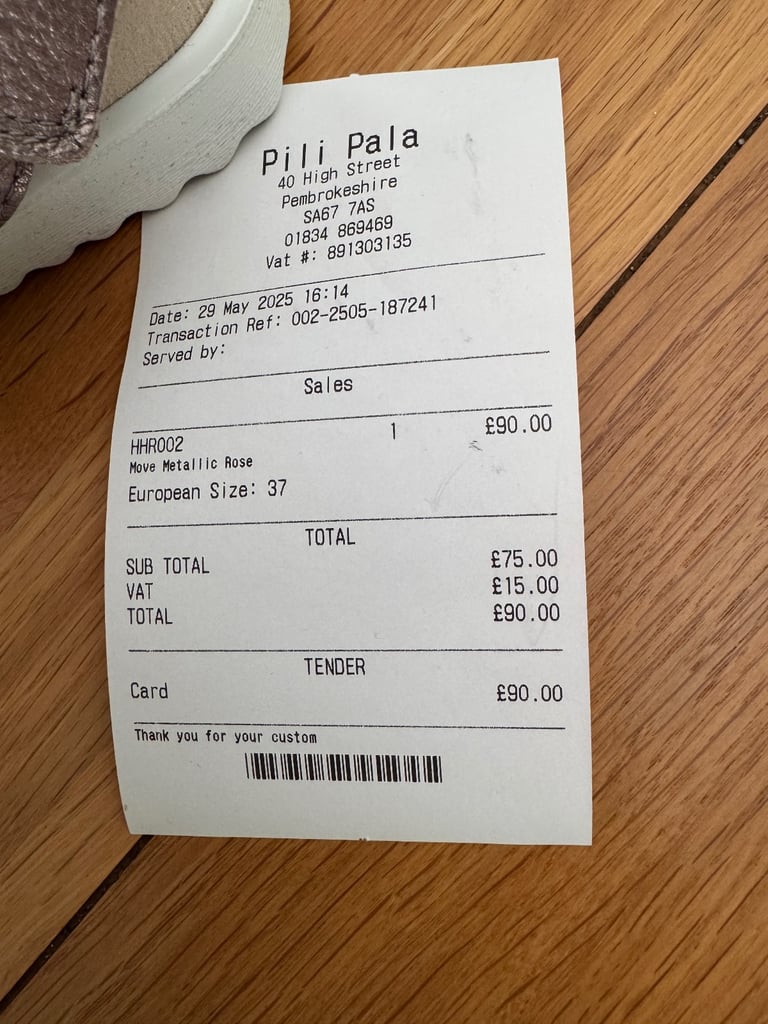 Pili Pala
40 High Street
Pembrokeshire
SA67 7AS
01834 869469
Vat #: 891303135
Date: 29 May 2025 16:14
Transaction Ref: 002-2505-187241
Served by:
Sales
HHR002 1 £90.00
Move Metallic Rose
European Size: 37
TOTAL
SUB TOTAL £75.00
VAT £15.00
TOTAL £90.00
TENDER
Card £90.00
Thank you for your custom